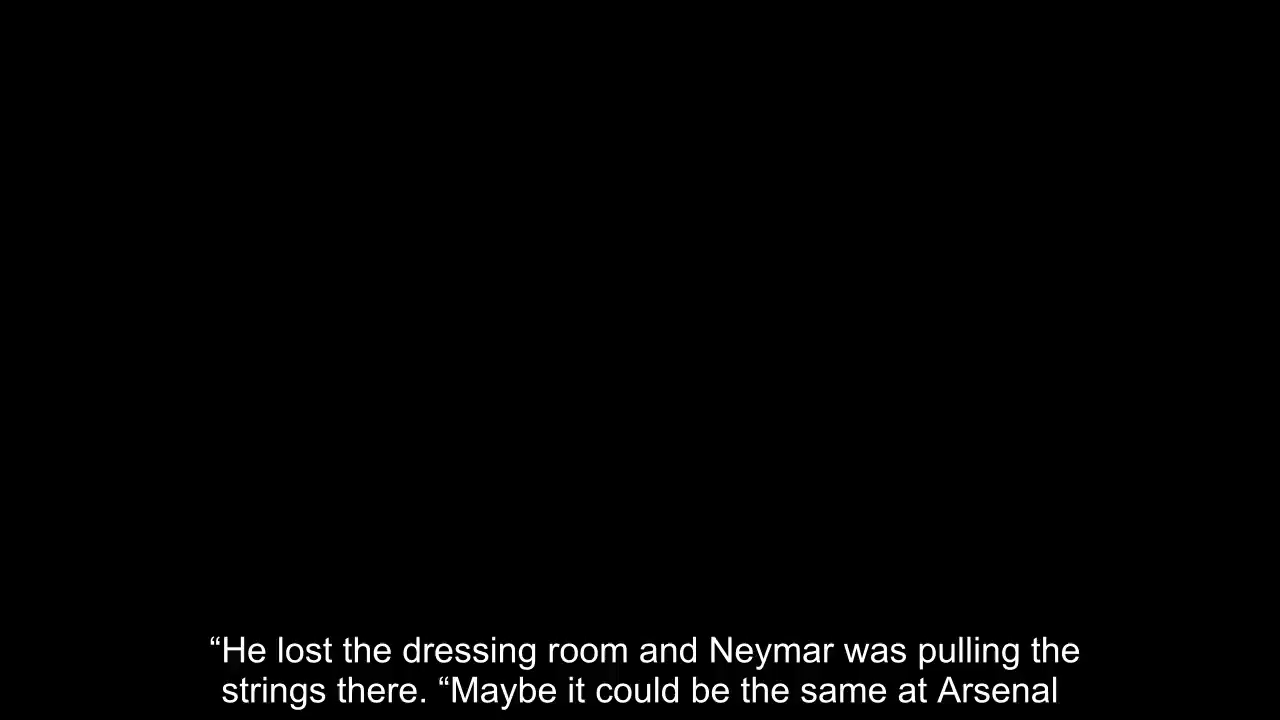 “He lost the dressing room and Neymar was pulling the
strings there. “Maybe it could be the same at Arsenal